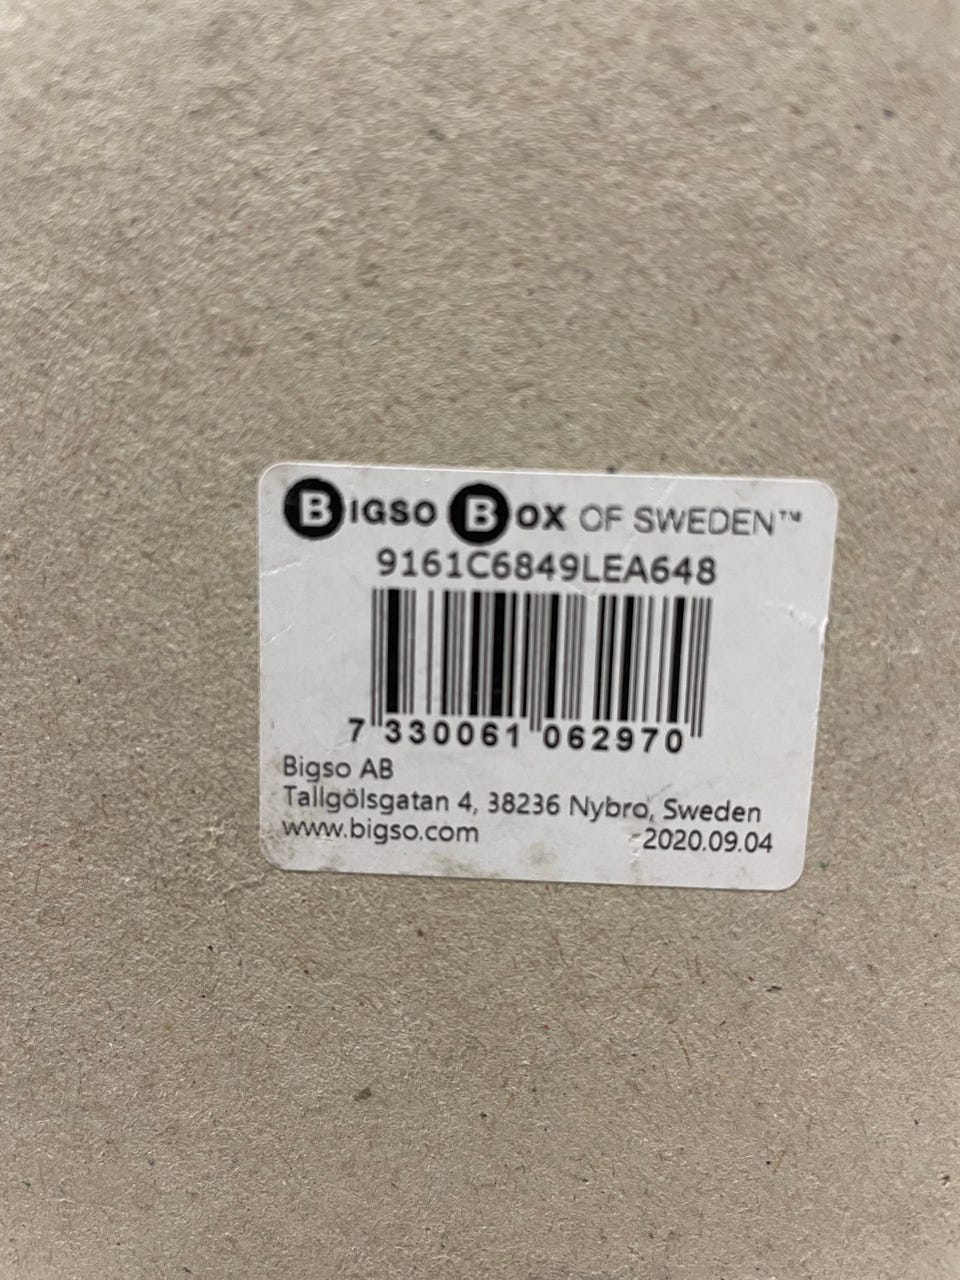 BIGSO BOX OF SWEDEN™
9161C6849LEA648
7 330061 062970
Bigso AB
Tallgölsgatan 4, 38236 Nybro, Sweden
www.bigso.com 2020.09.04